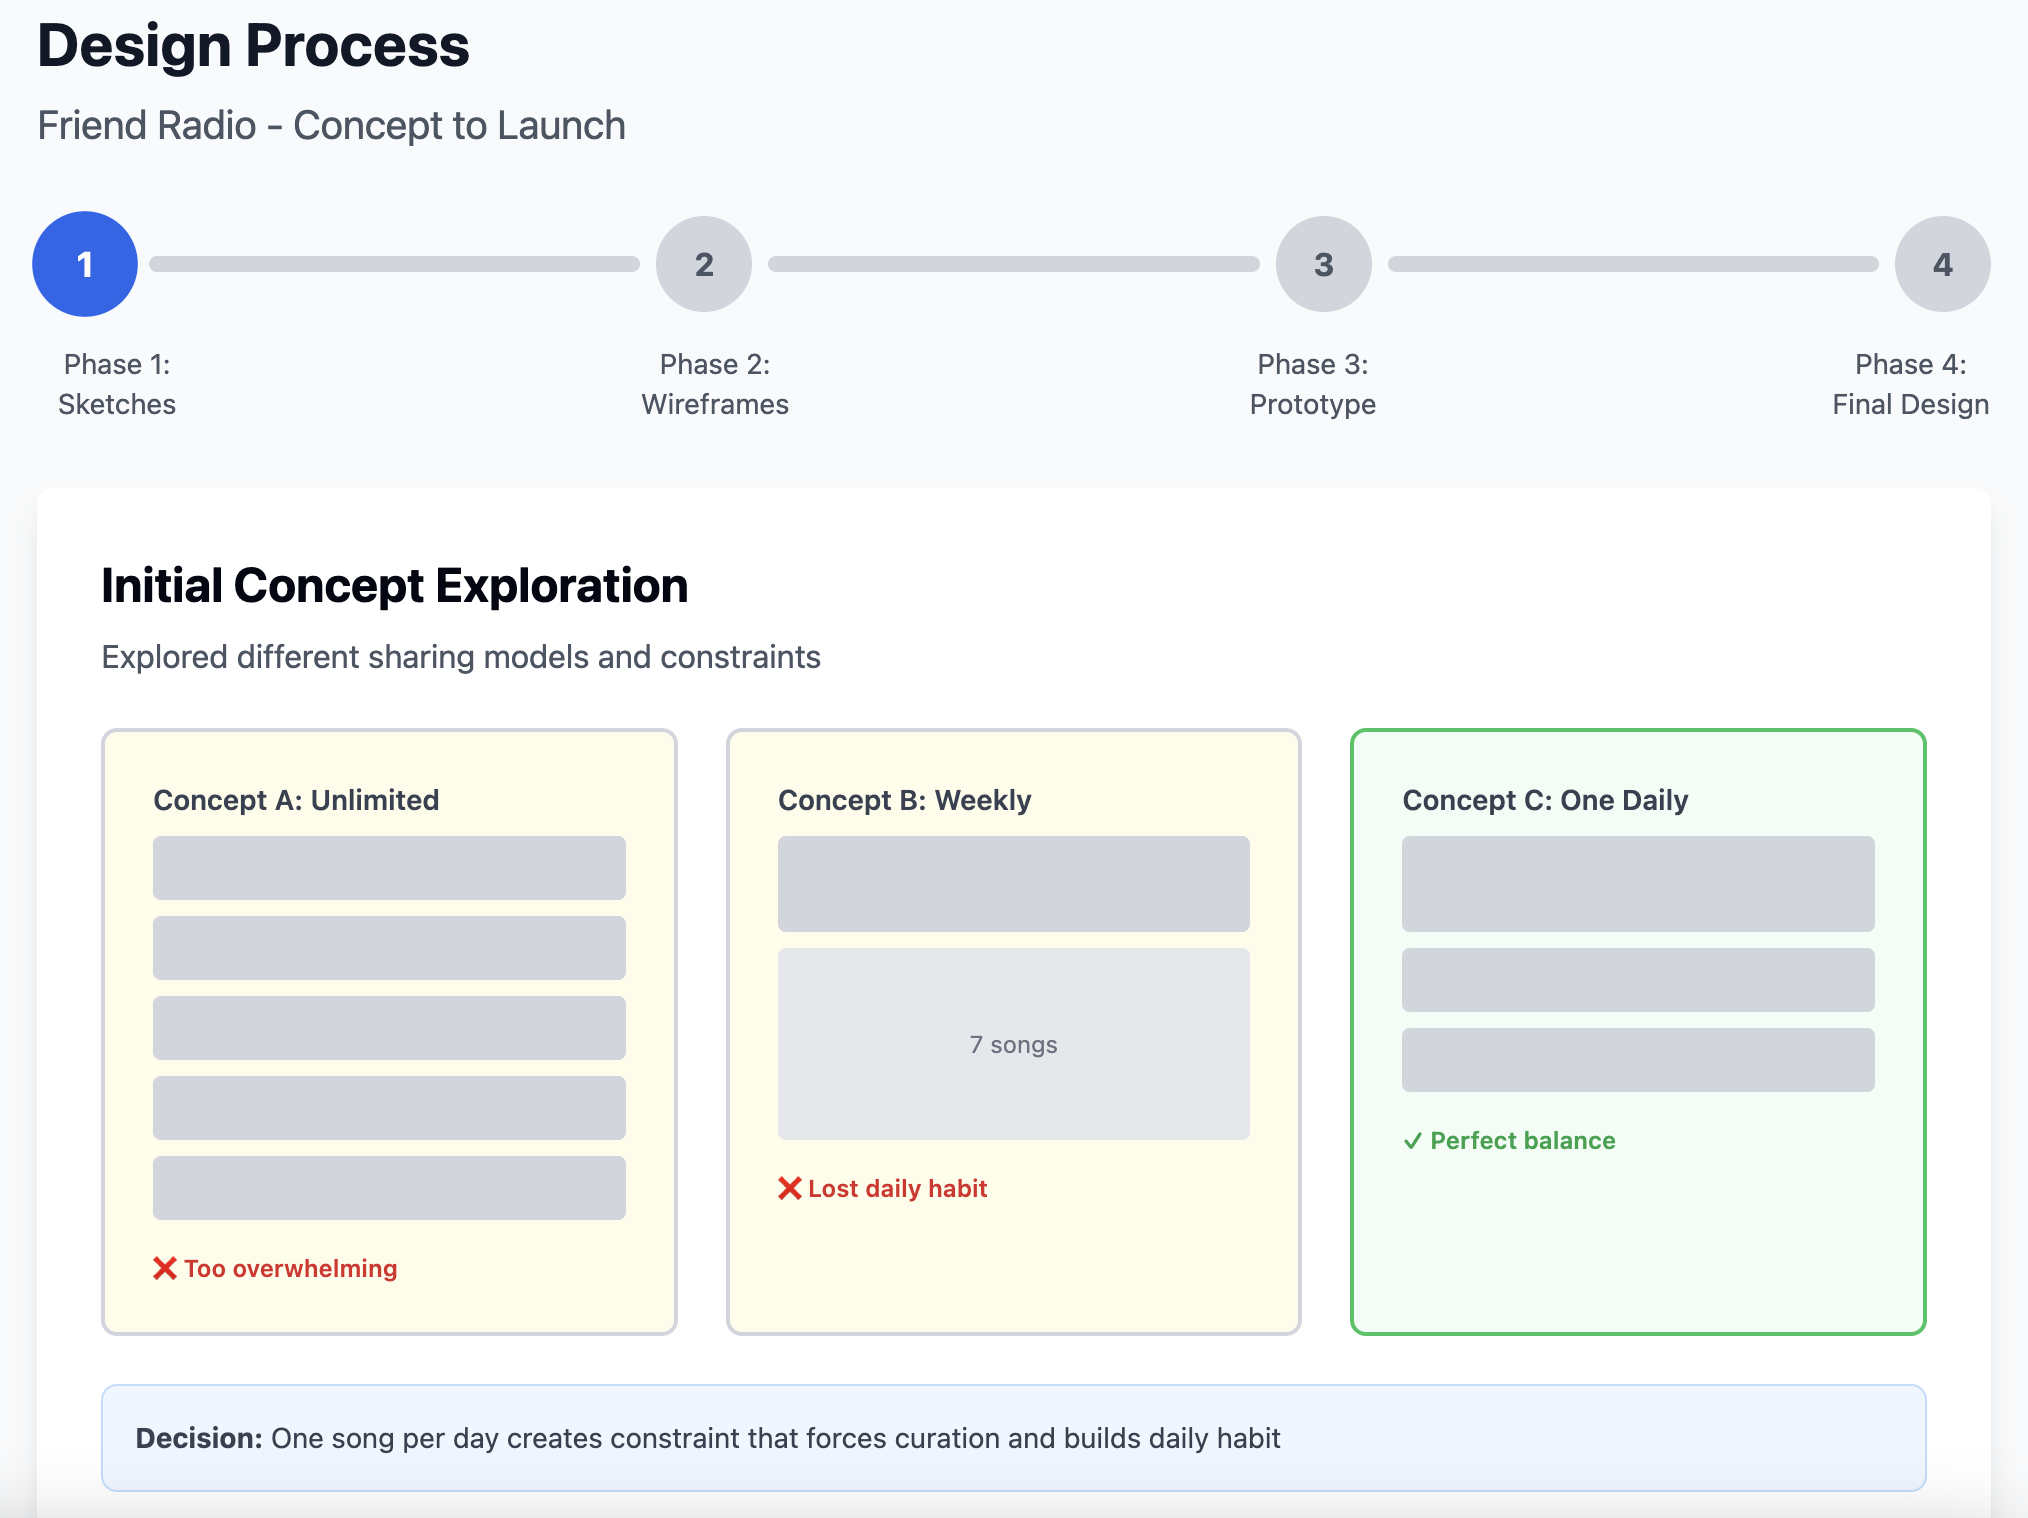 Design Process
Friend Radio - Concept to Launch
1
2
3
4
Phase 1:
Sketches
Phase 2:
Wireframes
Phase 3:
Prototype
Phase 4:
Final Design
Initial Concept Exploration
Explored different sharing models and constraints
Concept A: Unlimited
❌ Too overwhelming
Concept B: Weekly
7 songs
❌ Lost daily habit
Concept C: One Daily
✓ Perfect balance
Decision: One song per day creates constraint that forces curation and builds daily habit